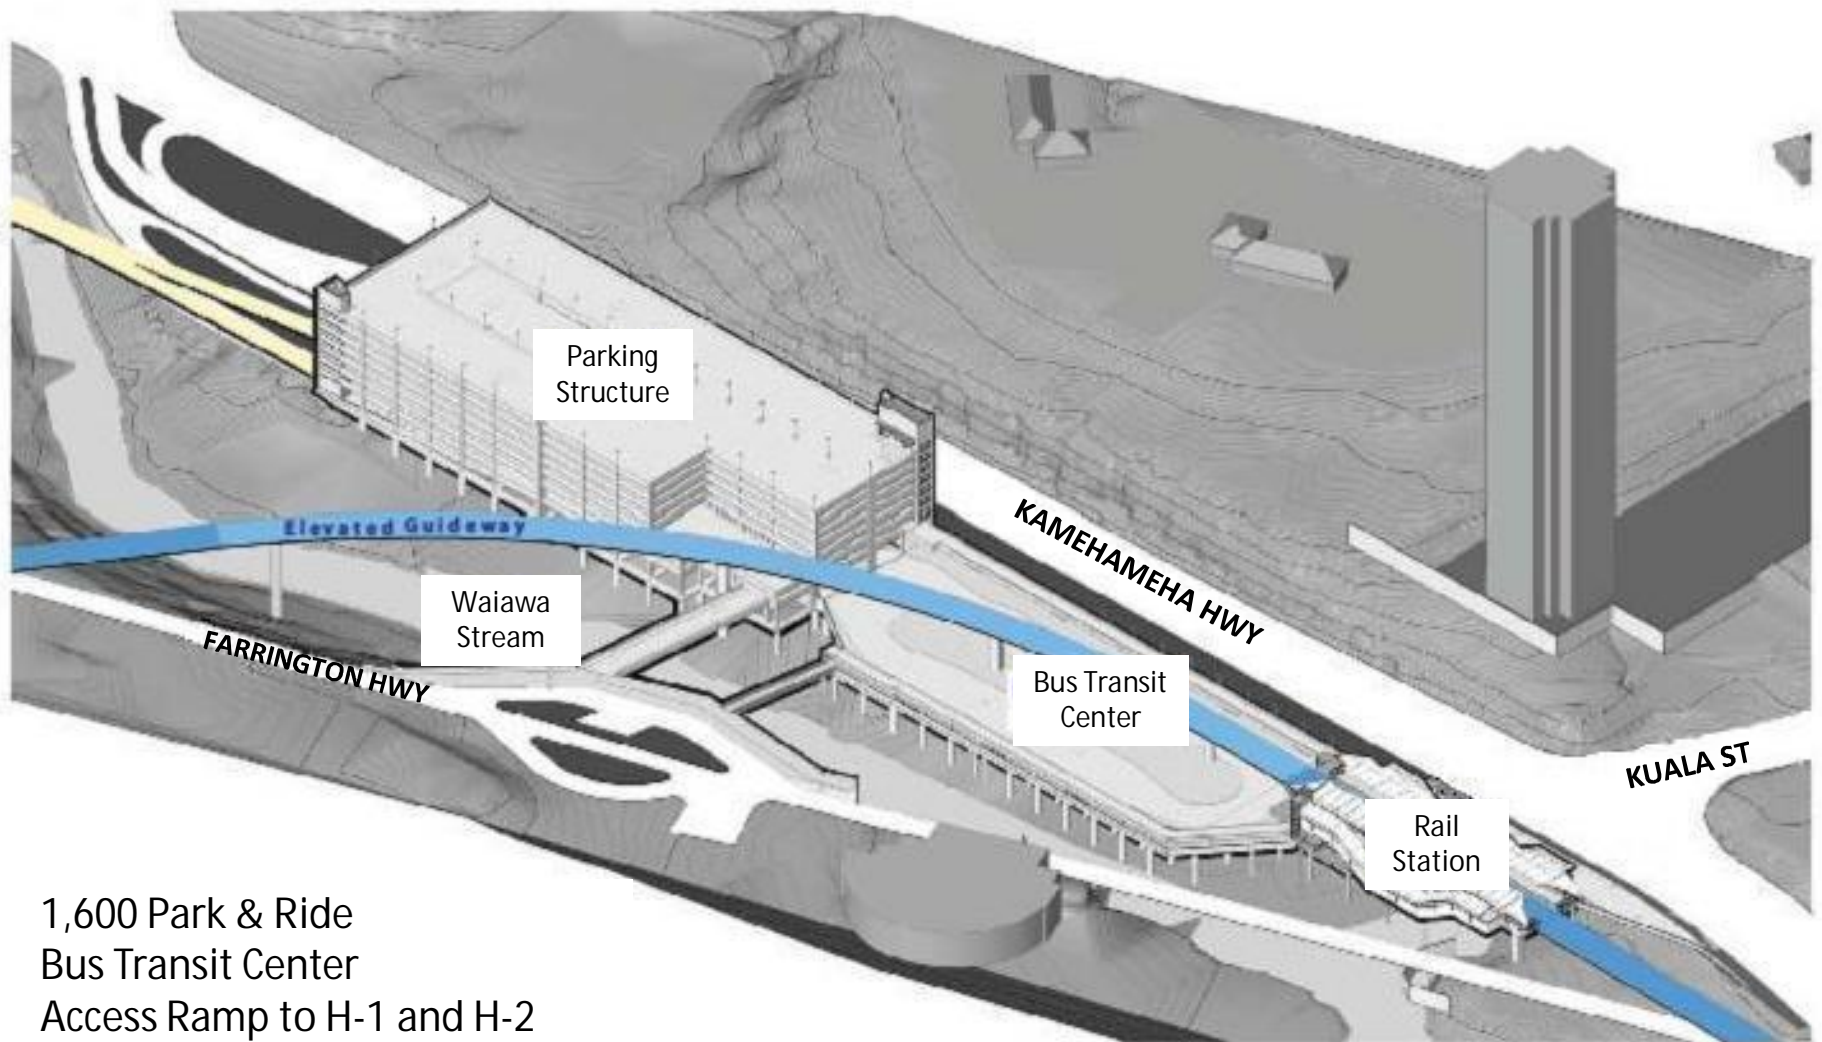 Parking
Structure
KAMEHAMEHA HWY
Elevated Guideway
Waiawa
Stream
FARRINGTON HWY
Bus Transit
Center
KUALA ST
Rail
Station
1,600 Park & Ride
Bus Transit Center
Access Ramp to H-1 and H-2